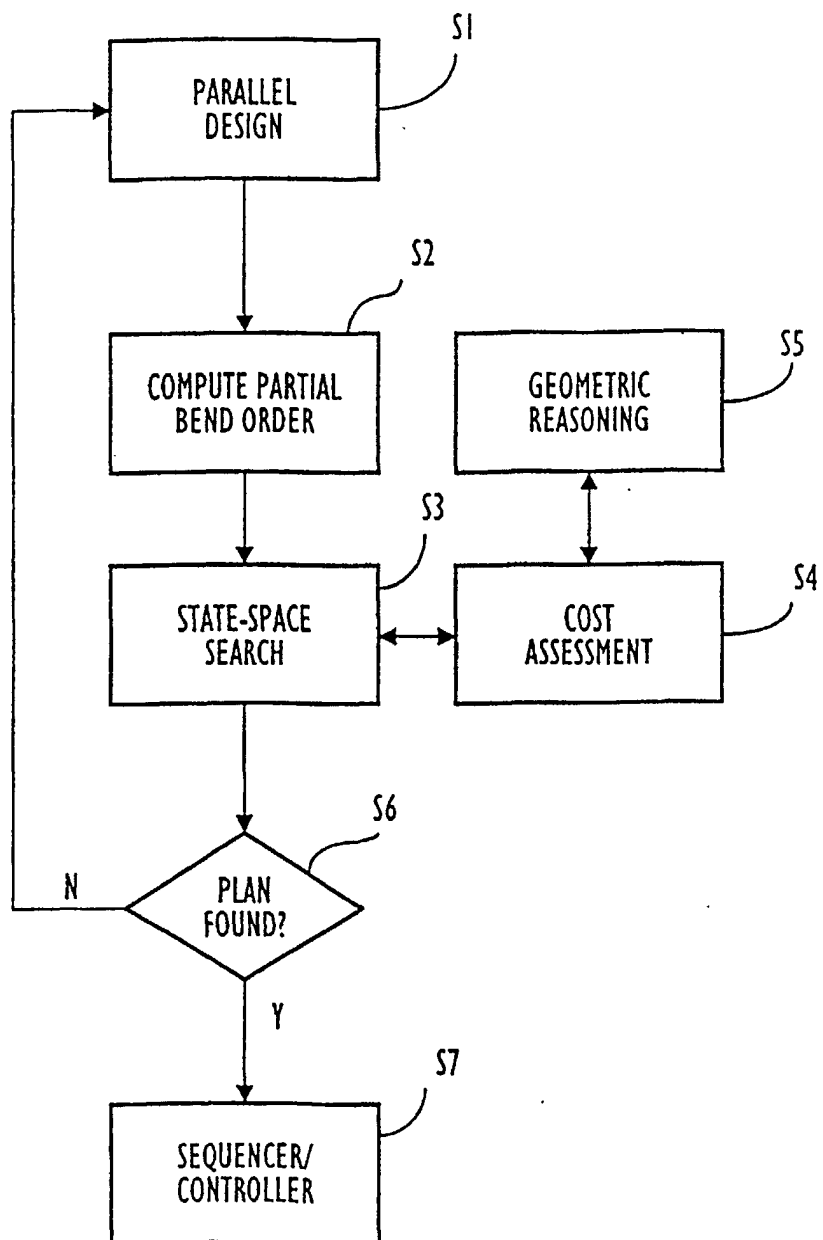 S1
PARALLEL
DESIGN
S2
COMPUTE PARTIAL
BEND ORDER
S5
GEOMETRIC
REASONING
S3
STATE-SPACE
SEARCH
S4
COST
ASSESSMENT
S6
PLAN
FOUND?
N
Y
S7
SEQUENCER/
CONTROLLER